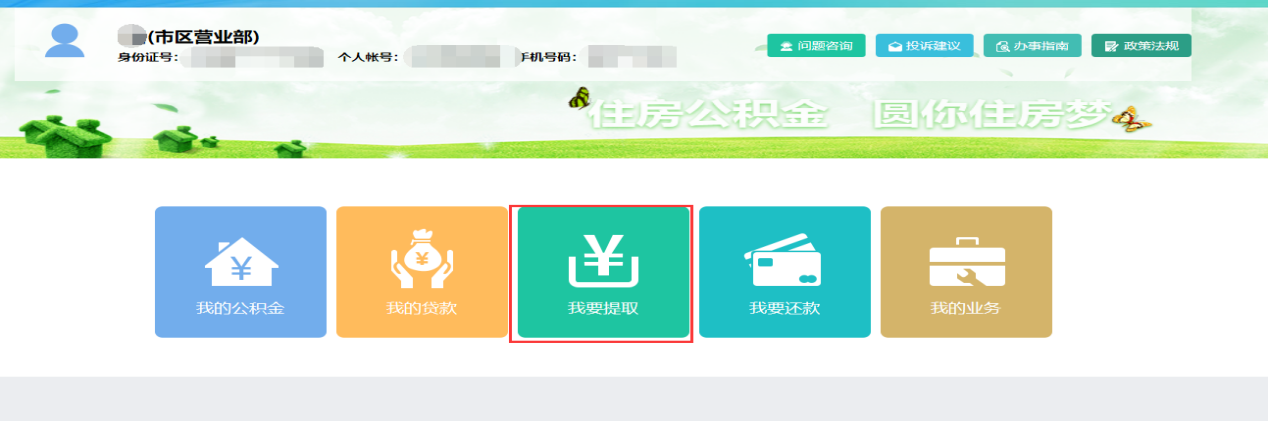 (市区营业部)
身份证号： 个人帐号： 手机号码：
问题咨询 投诉建议 办事指南 政策法规
住房公积金 圆你住房梦
我的公积金 我的贷款 我要提取 我要还款 我的业务